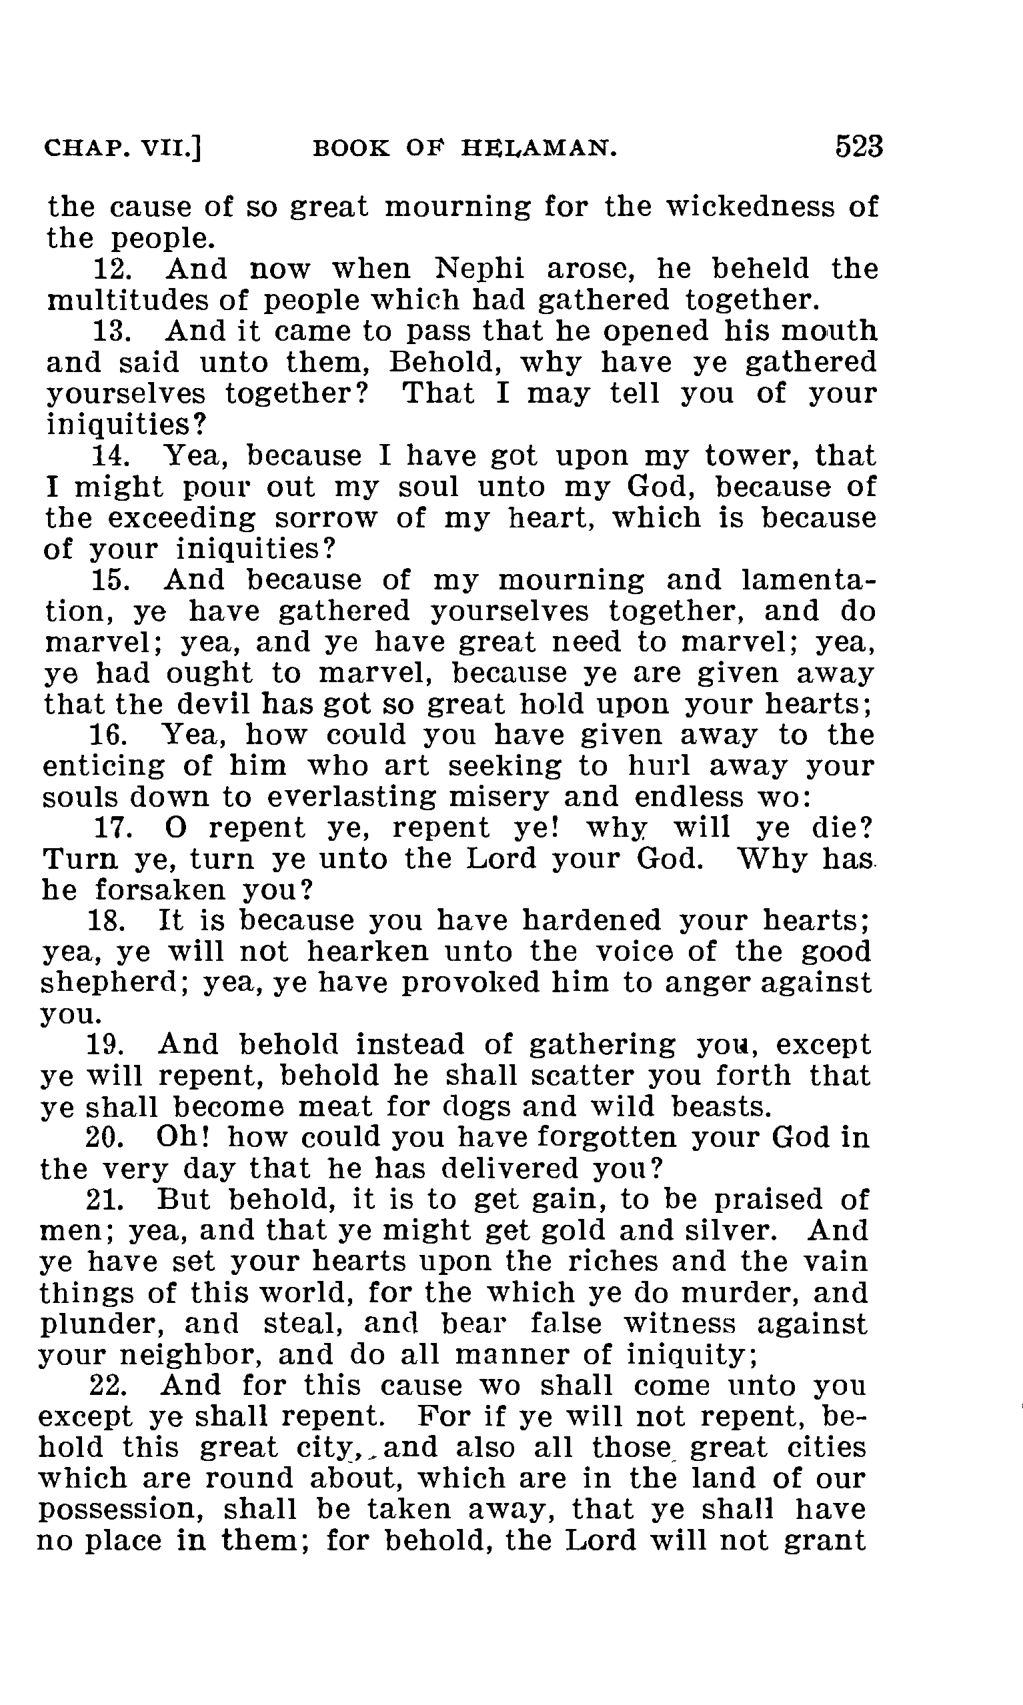 CHAP. VII.] BOOK OF HELAMAN. 523
the cause of so great mourning for the wickedness of
the people.
12. And now when Nephi arose, he beheld the
multitudes of people which had gathered together.
13. And it came to pass that he opened his mouth
and said unto them, Behold, why have ye gathered
yourselves together? That I may tell you of your
iniquities?
14. Yea, because I have got upon my tower, that
I might pour out my soul unto my God, because of
the exceeding sorrow of my heart, which is because
of your iniquities?
15. And because of my mourning and lamenta-
tion, ye have gathered yourselves together, and do
marvel; yea, and ye have great need to marvel; yea,
ye had ought to marvel, because ye are given away
that the devil has got so great hold upon your hearts;
16. Yea, how could you have given away to the
enticing of him who art seeking to hurl away your
souls down to everlasting misery and endless wo:
17. O repent ye, repent ye! why will ye die?
Turn ye, turn ye unto the Lord your God. Why has
he forsaken you?
18. It is because you have hardened your hearts;
yea, ye will not hearken unto the voice of the good
shepherd; yea, ye have provoked him to anger against
you.
19. And behold instead of gathering you, except
ye will repent, behold he shall scatter you forth that
ye shall become meat for dogs and wild beasts.
20. Oh! how could you have forgotten your God in
the very day that he has delivered you?
21. But behold, it is to get gain, to be praised of
men; yea, and that ye might get gold and silver. And
ye have set your hearts upon the riches and the vain
things of this world, for the which ye do murder, and
plunder, and steal, and bear false witness against
your neighbor, and do all manner of iniquity;
22. And for this cause wo shall come unto you
except ye shall repent. For if ye will not repent, be-
hold this great city, and also all those great cities
which are round about, which are in the land of our
possession, shall be taken away, that ye shall have
no place in them; for behold, the Lord will not grant